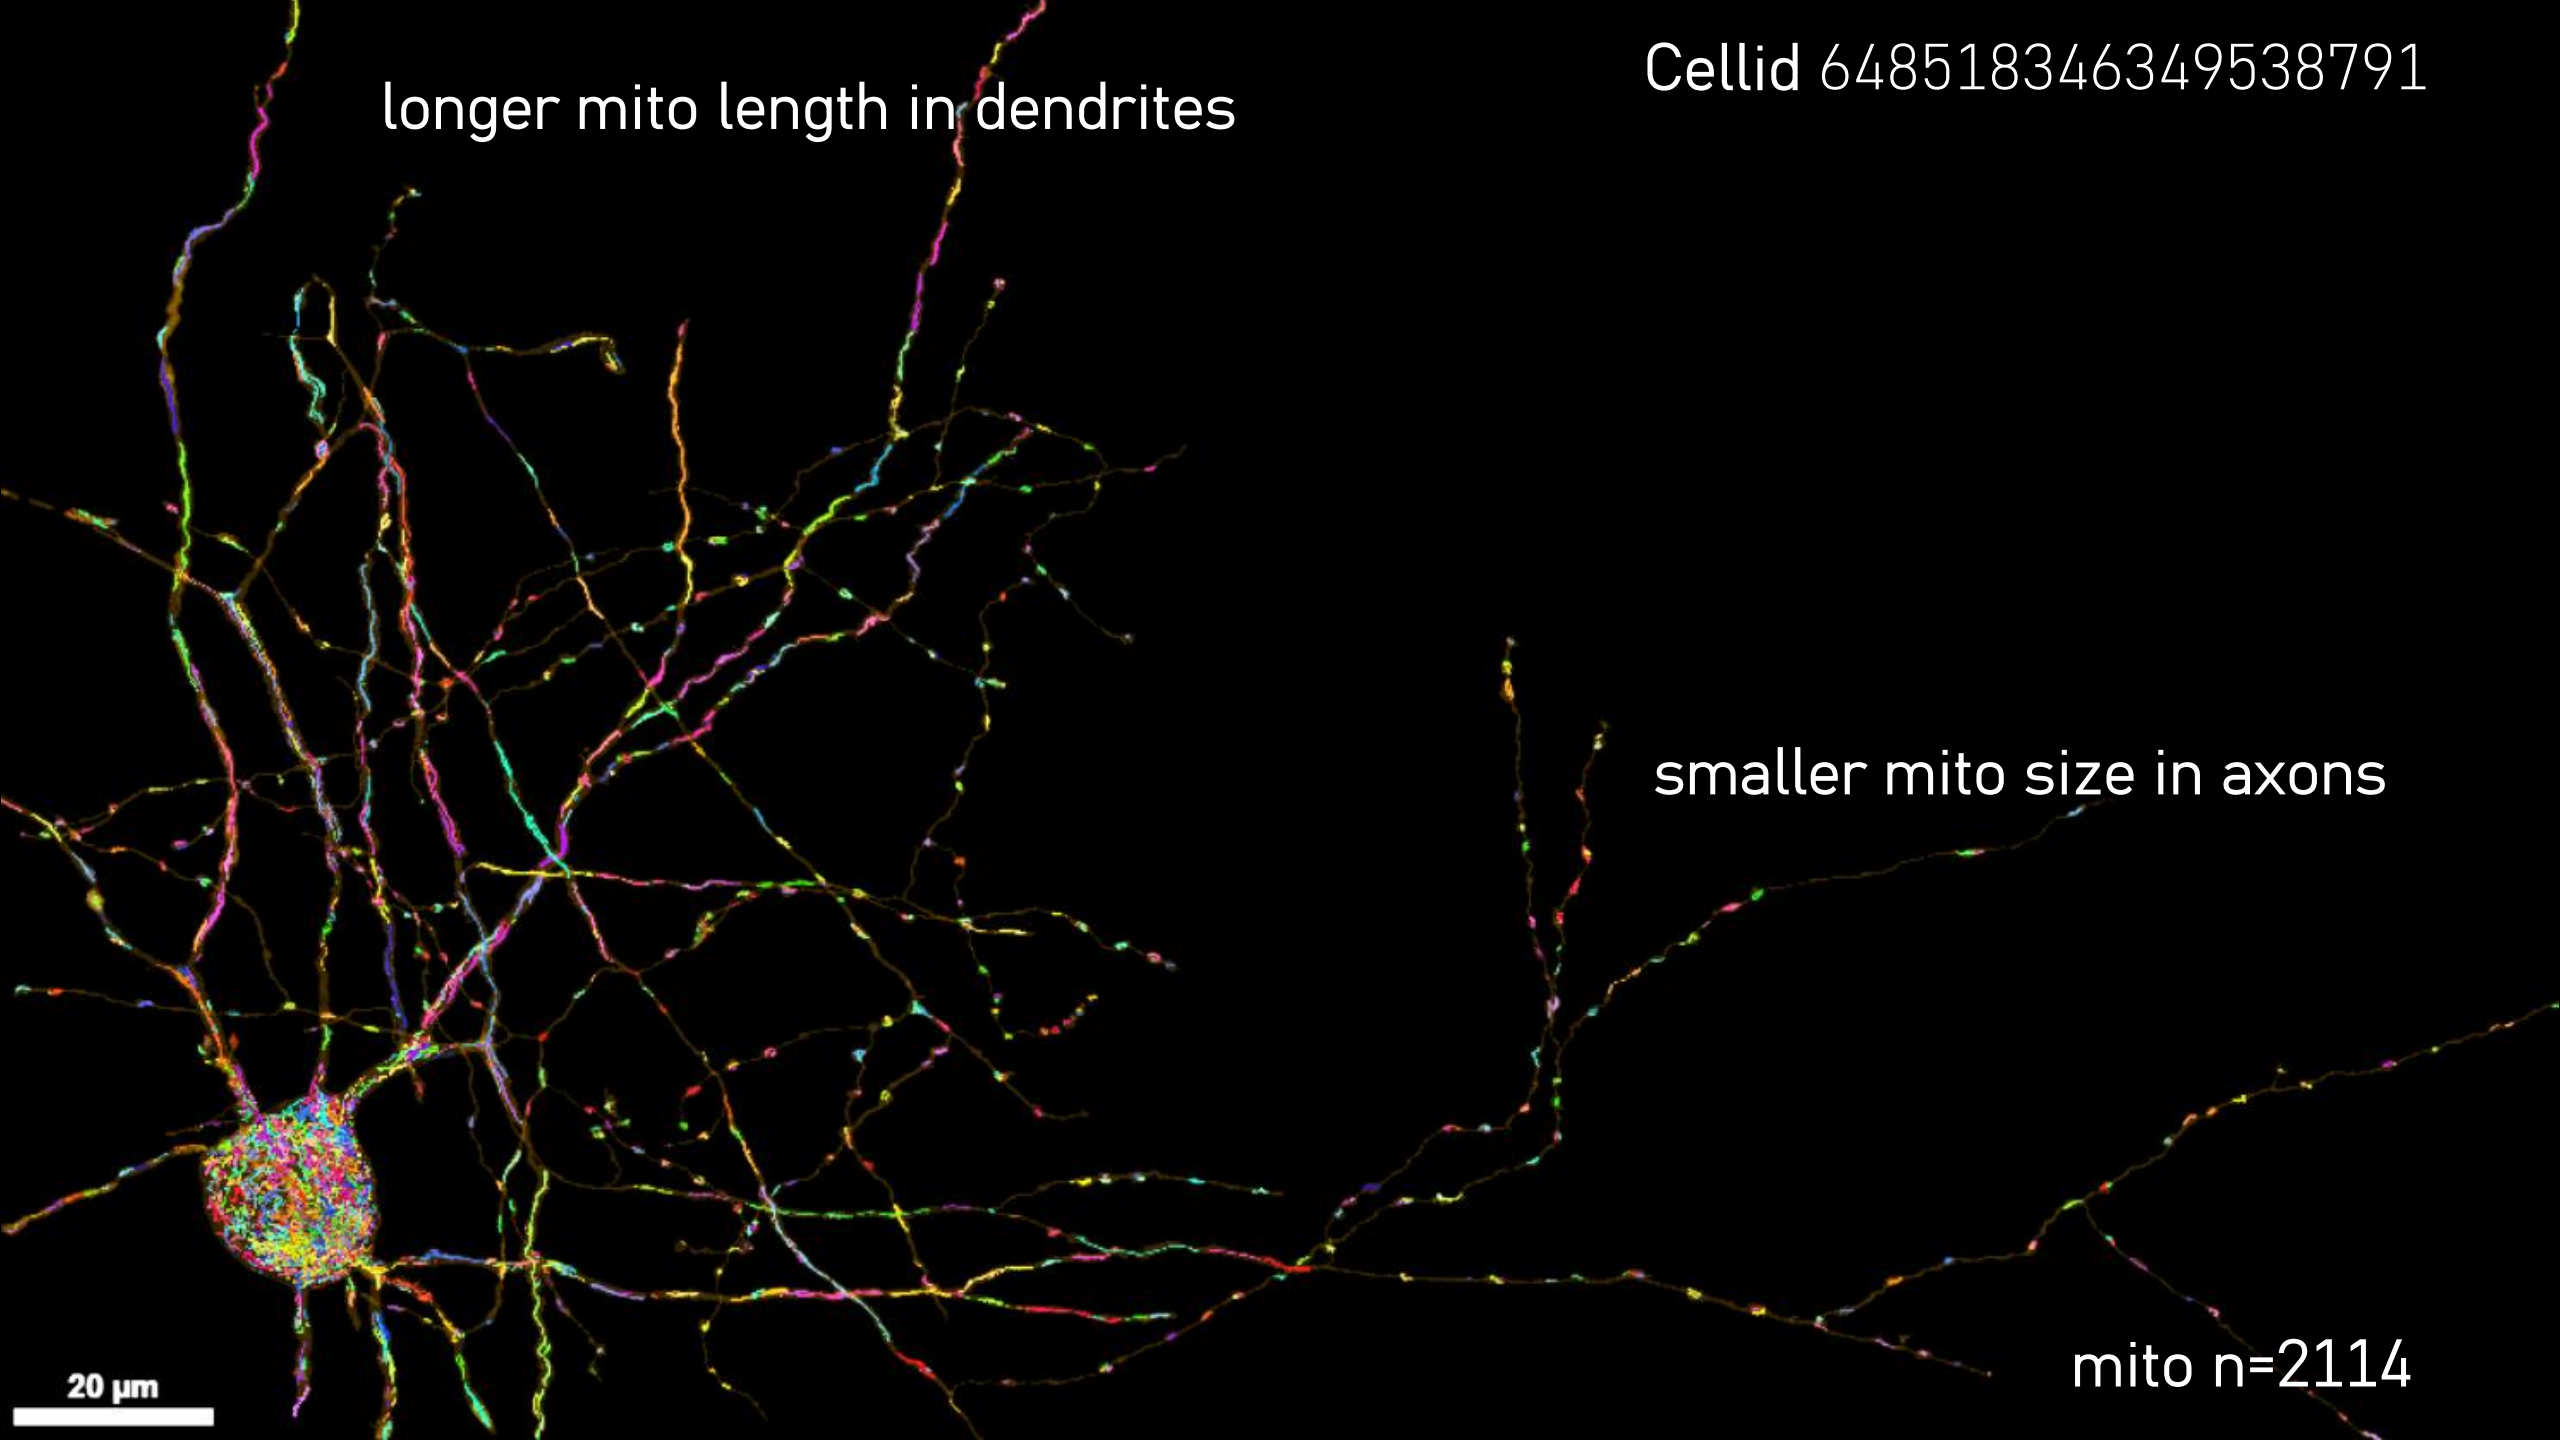 Cellid 648518346349538791
longer mito length in dendrites
smaller mito size in axons
mito n=2114
20 µm